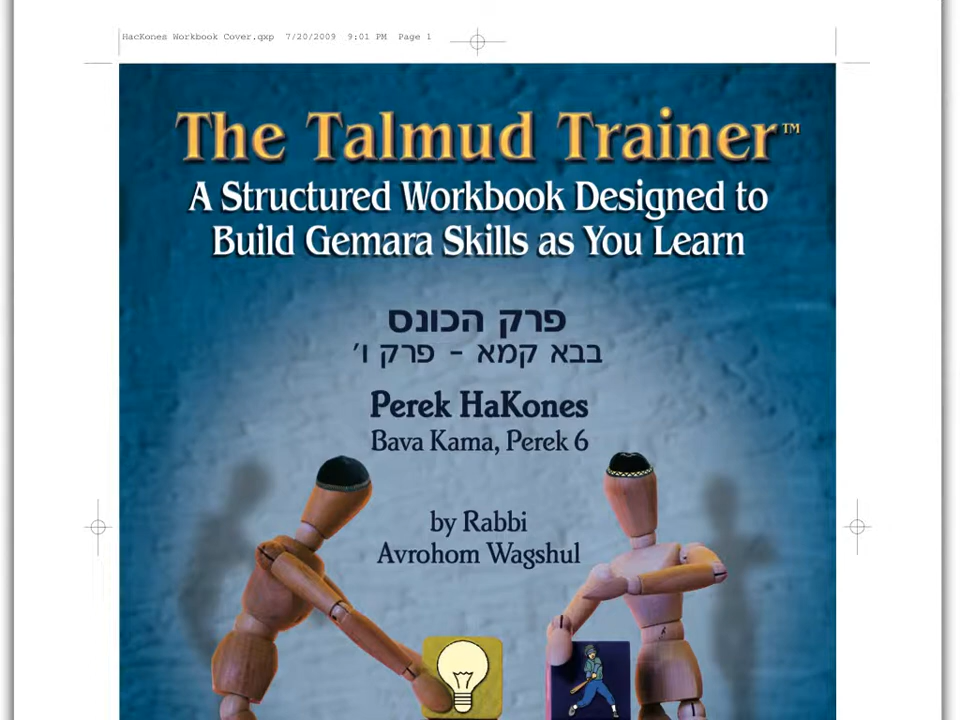 HacKones Workbook Cover.qxp  7/20/2009  9:01 PM  Page 1
The Talmud Trainer™
A Structured Workbook Designed to
Build Gemara Skills as You Learn
פרק הכונס
בבא קמא - פרק ו'
Perek HaKones
Bava Kama, Perek 6
by Rabbi
Avrohom Wagshul